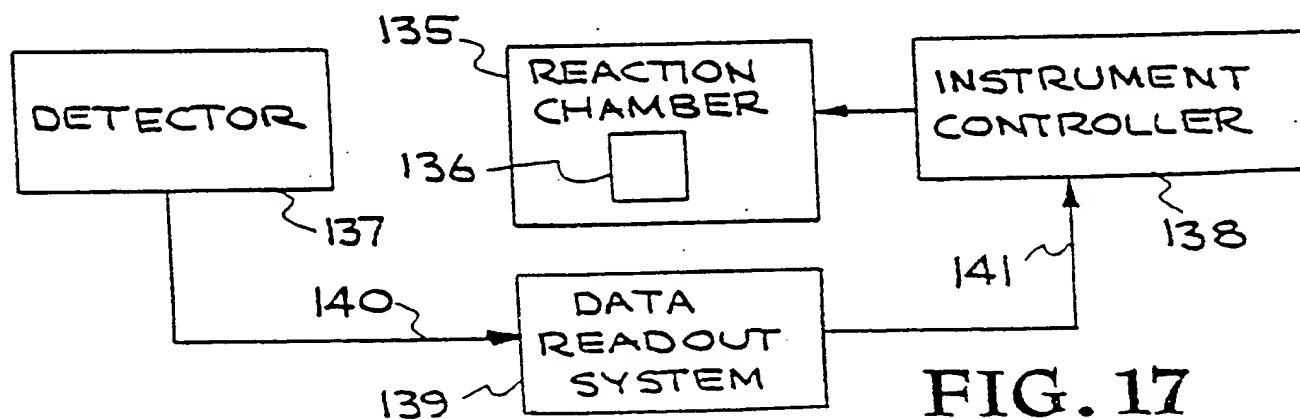 135
DETECTOR
REACTION
CHAMBER
136
INSTRUMENT
CONTROLLER
137
138
140
141
DATA
READOUT
SYSTEM
139
FIG. 17